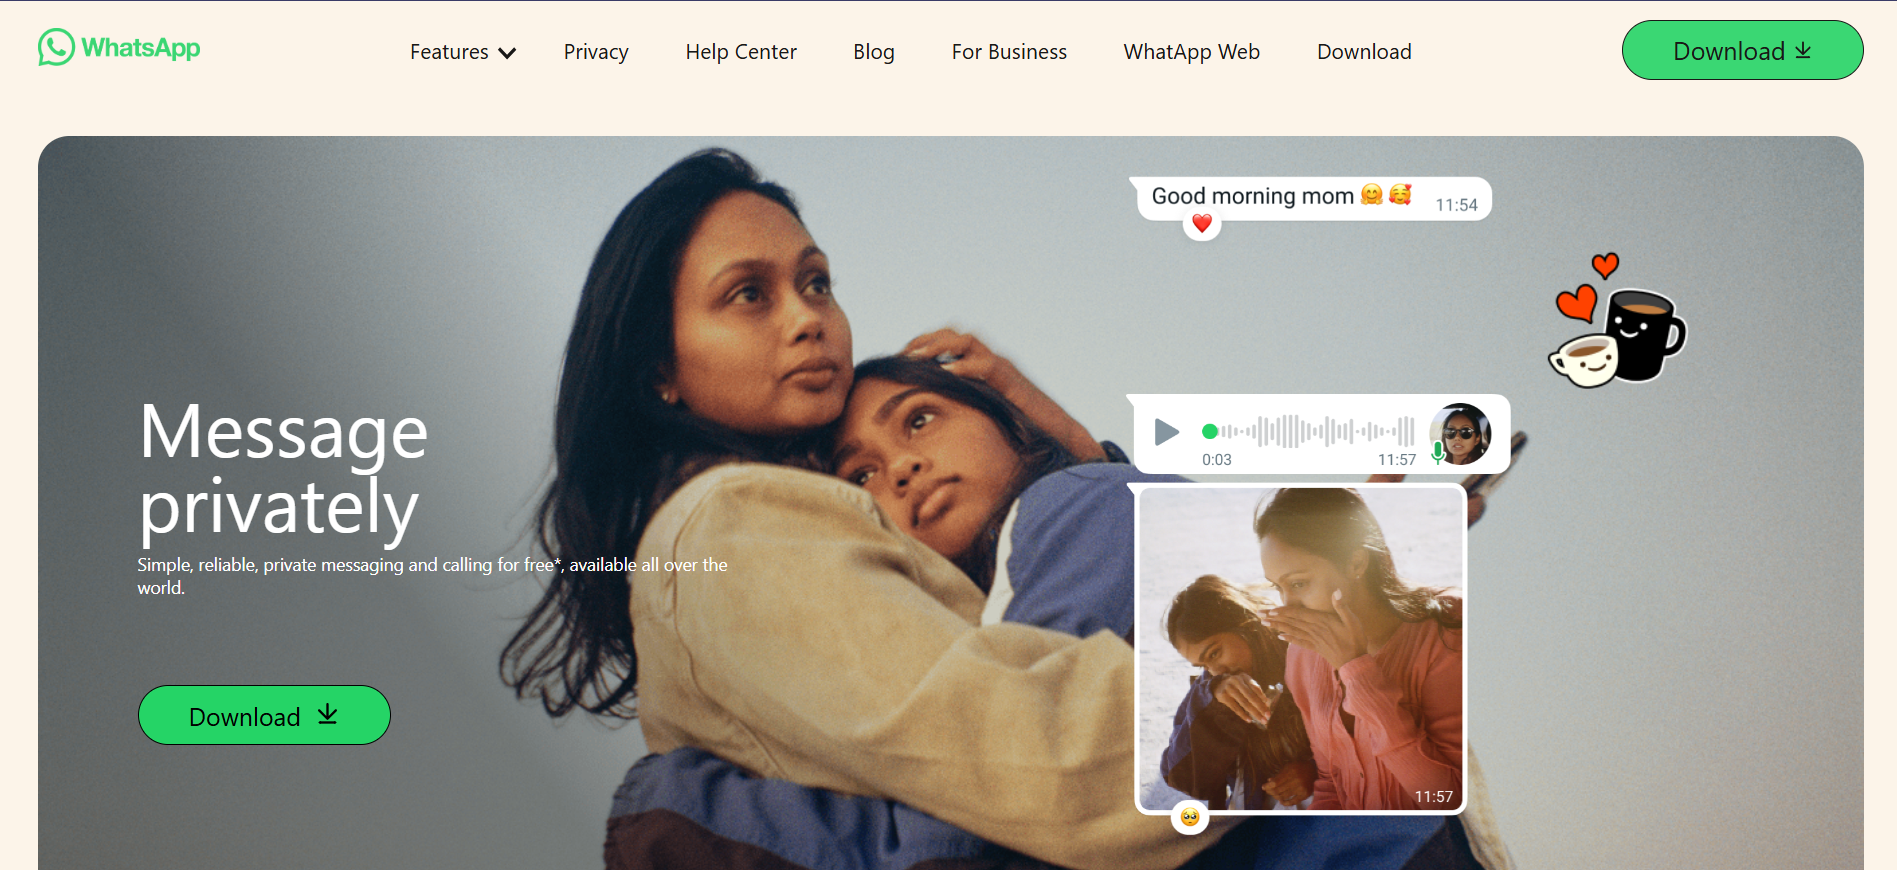 WhatsApp
Features
Privacy
Help Center
Blog
For Business
WhatApp Web
Download
Download
Good morning mom 🤗 🥰 11:54
Message
privately
Simple, reliable, private messaging and calling for free*, available all over the
world.
Download
0:03 11:57
11:57